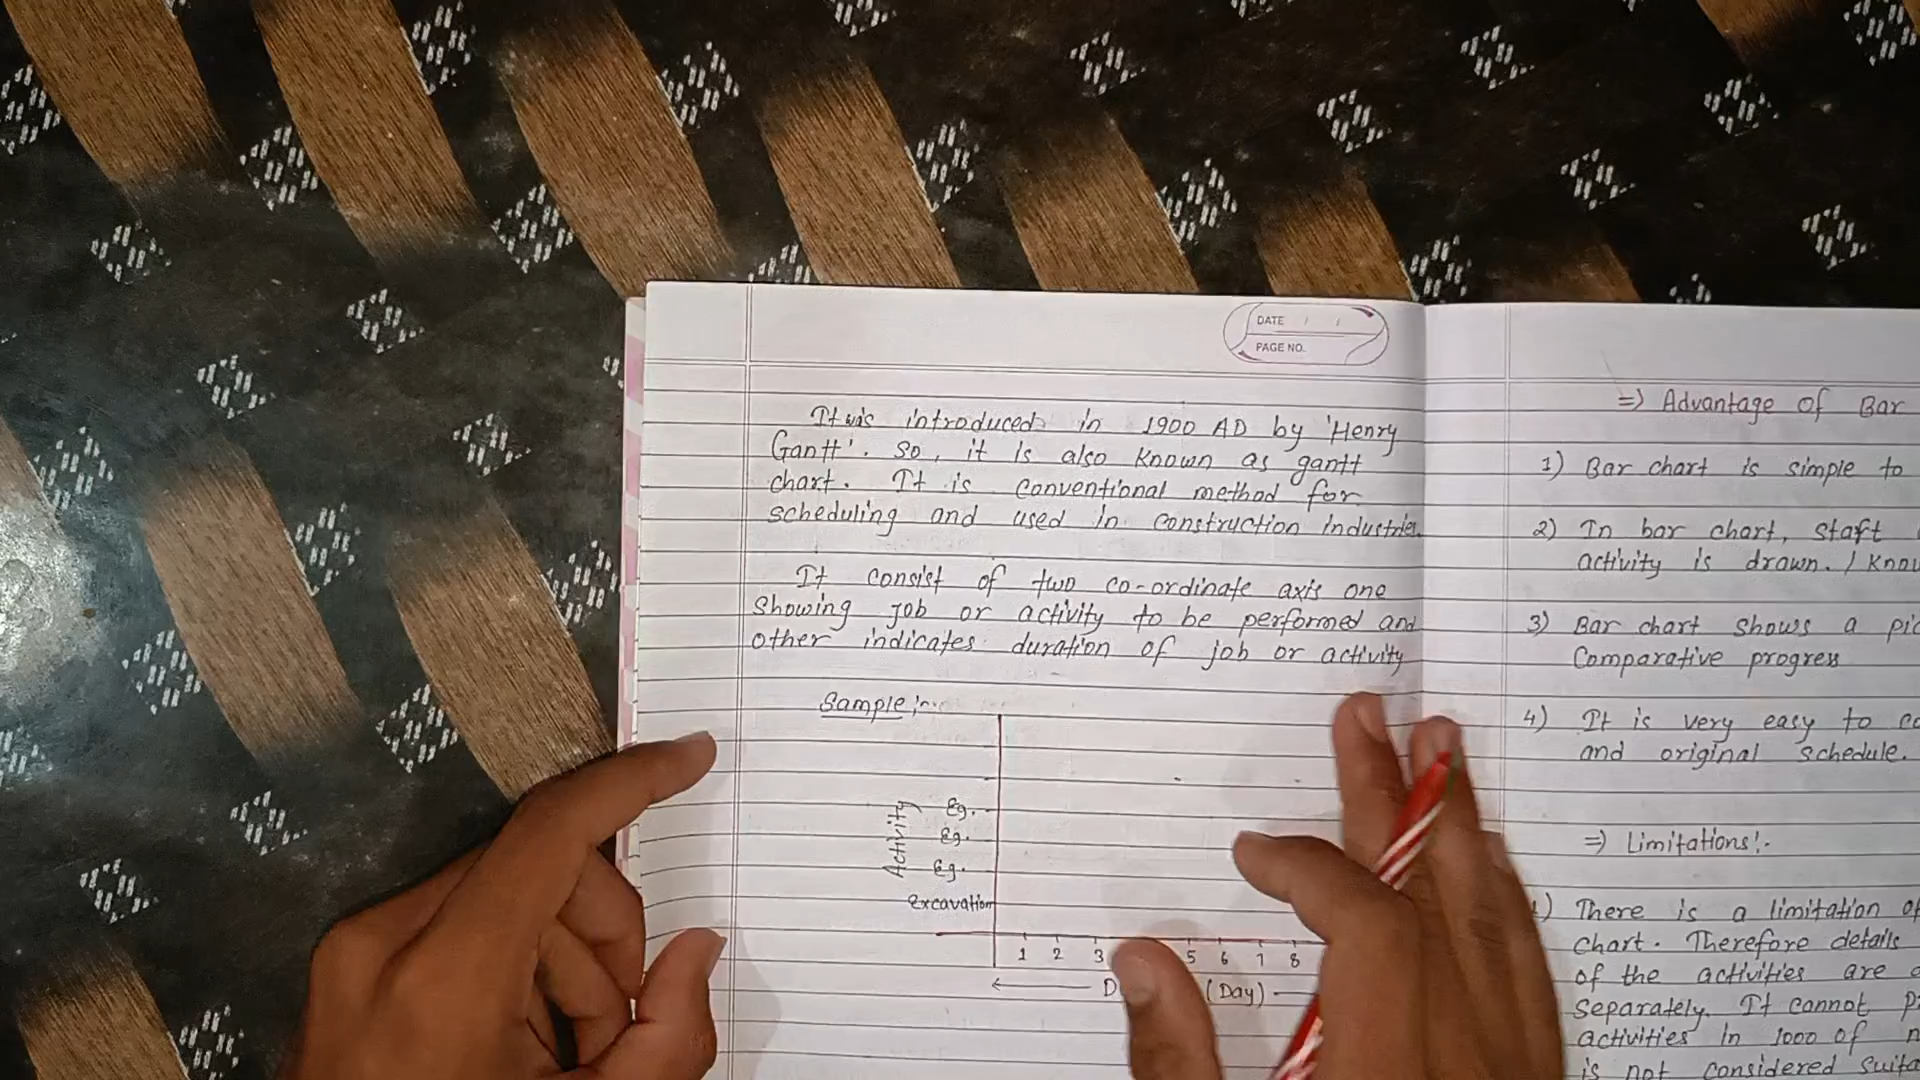 DATE / /
PAGE NO.
It was introduced in 1900 AD by 'Henry
Gantt'. So, it is also known as gantt
chart. It is conventional method for
scheduling and used in construction industries.
It consist of two co-ordinate axis one
showing job or activity to be performed and
other indicates duration of job or activity
Sample :-
Activity
Eg.
Eg.
Eg.
Excavation
1 2 3 5 6 7 8
(Day)
=> Advantage of Bar
1) Bar chart is simple to
2) In bar chart, start
activity is drawn. /
3) Bar chart shows a
Comparative progress
4) It is very easy to
and original schedule.
=> Limitations :-
1) There is a limitation of
chart. Therefore details
of the activities are
separately. It cannot
activities in 1000 of
is not considered